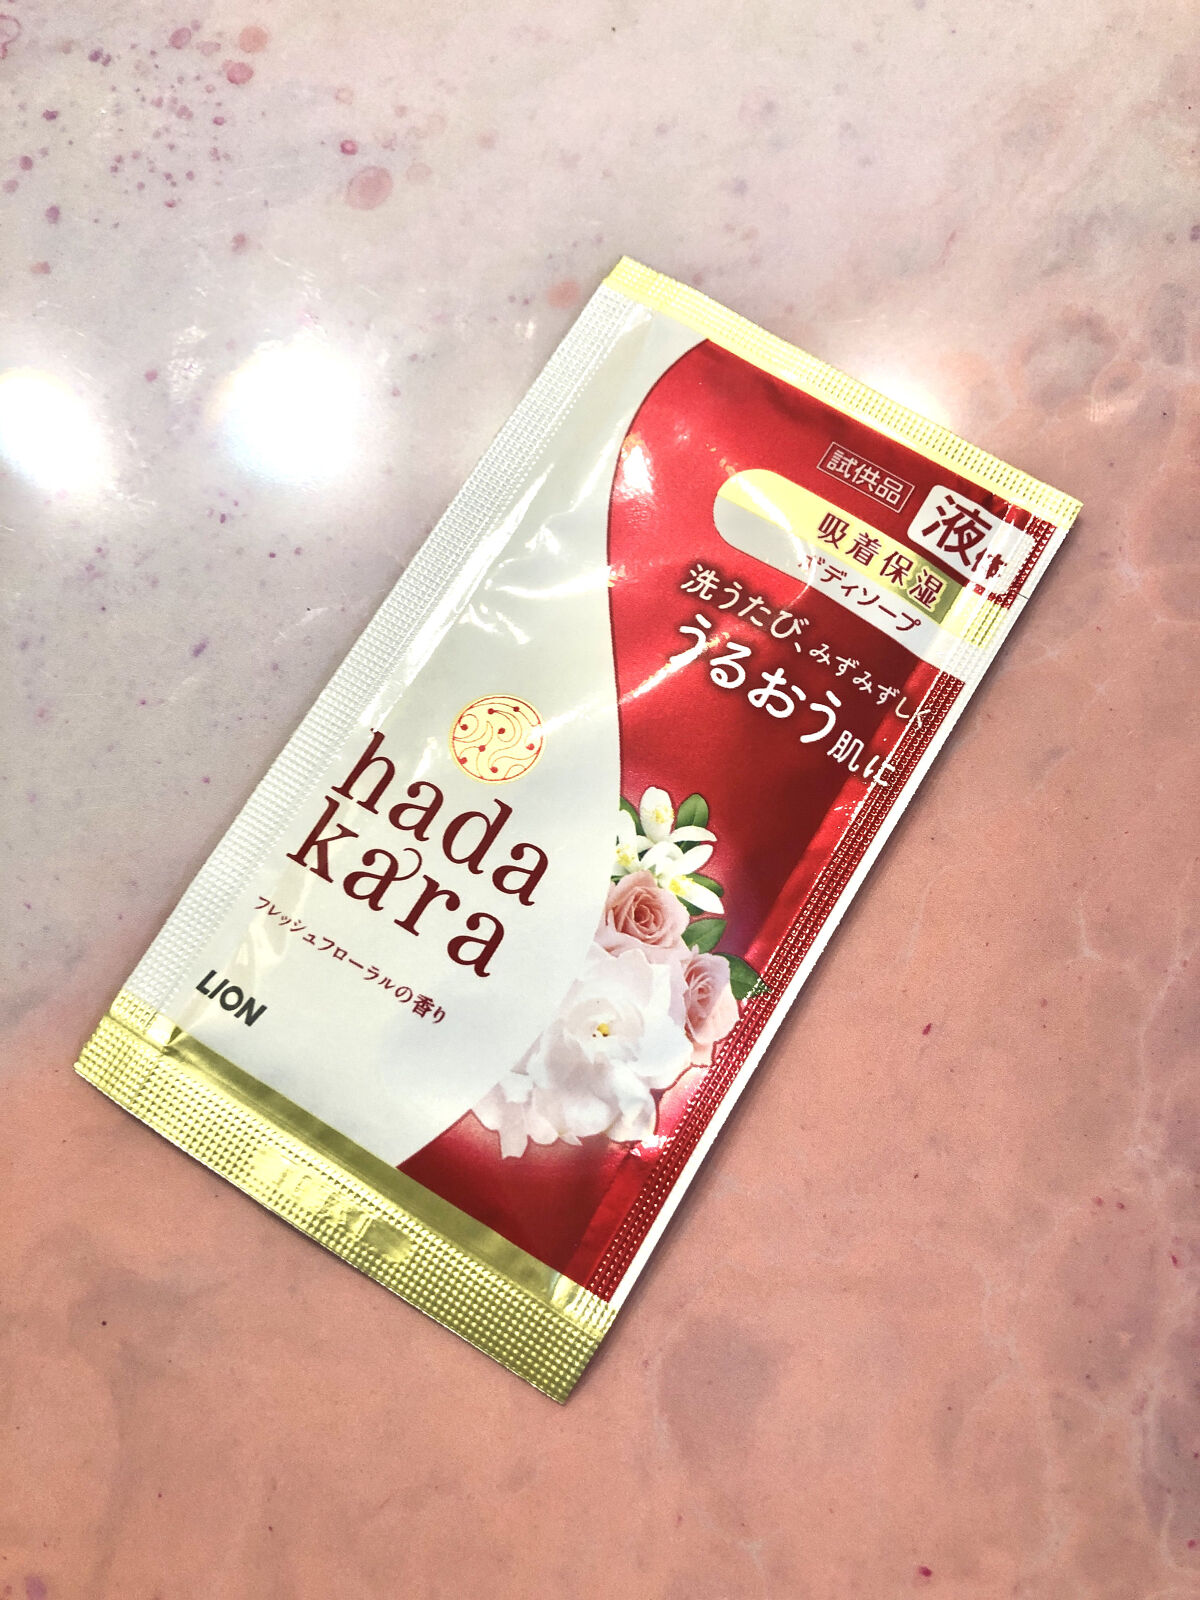 試供品
液体
吸着保湿
ボディソープ
洗うたび、みずみずしく
うるおう肌に
hada
kara
フレッシュフローラルの香り
LION